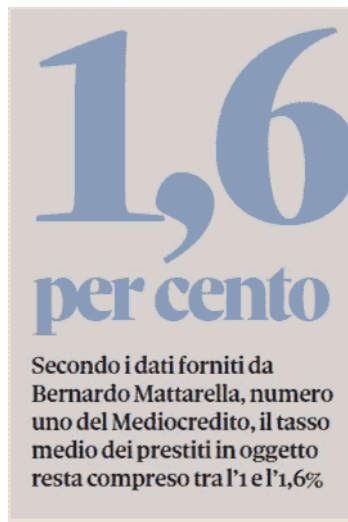 1,6
per cento
Secondo i dati forniti da
Bernardo Mattarella, numero
uno del Mediocredito, il tasso
medio dei prestiti in oggetto
resta compreso tra l'1 e l'1,6%